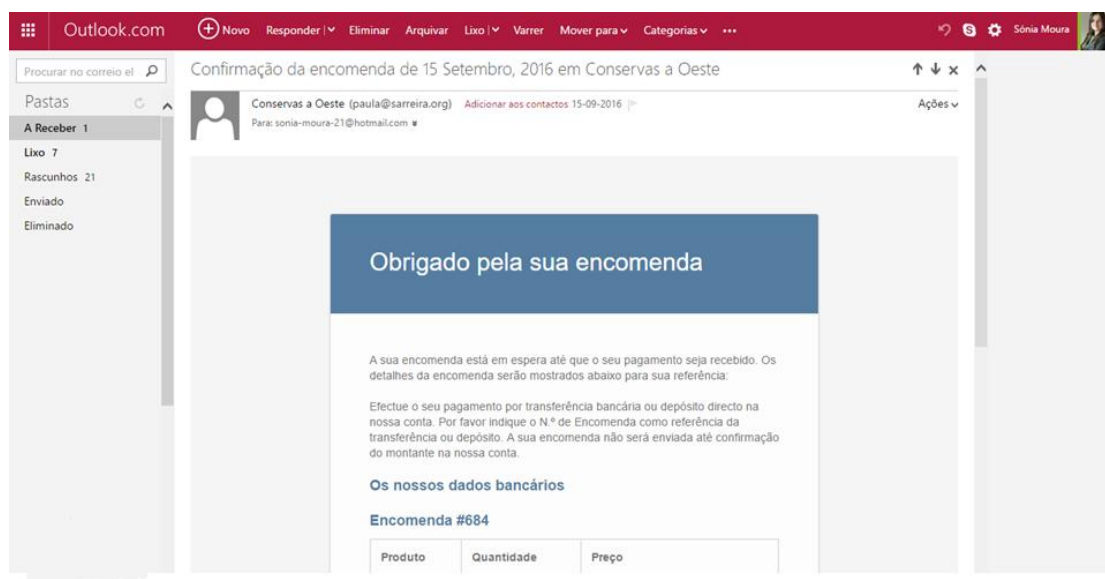 Outlook.com
Novo Responder Eliminar Arquivar Lixo Varrer Mover para Categorias ...
Sónia Moura
Procurar no correio el
Pastas
A Receber 1
Lixo 7
Rascunhos 21
Enviado
Eliminado
Confirmação da encomenda de 15 Setembro, 2016 em Conservas a Oeste
Conservas a Oeste (paula@sarreira.org) Adicionar aos contactos 15-09-2016
Ações
Para: sonia-moura-21@hotmail.com
Obrigado pela sua encomenda
A sua encomenda está em espera até que o seu pagamento seja recebido. Os
detalhes da encomenda serão mostrados abaixo para sua referência:
Efectue o seu pagamento por transferência bancária ou depósito directo na
nossa conta. Por favor indique o N.º de Encomenda como referência da
transferência ou depósito. A sua encomenda não será enviada até confirmação
do montante na nossa conta.
Os nossos dados bancários
Encomenda #684
Produto Quantidade Preço